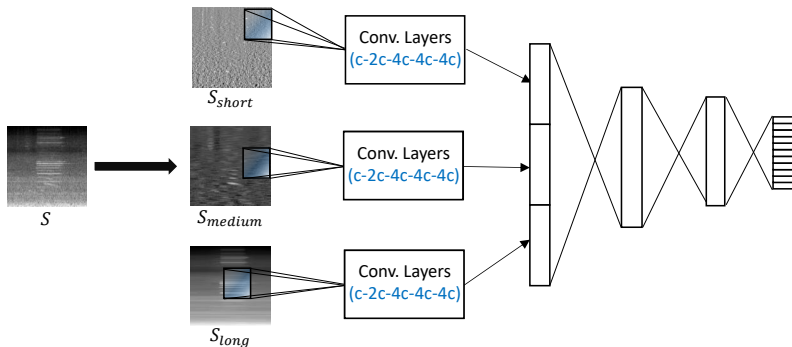 Conv. Layers
(c-2c-4c-4c-4c)
S_short
S
Conv. Layers
(c-2c-4c-4c-4c)
S_medium
Conv. Layers
(c-2c-4c-4c-4c)
S_long